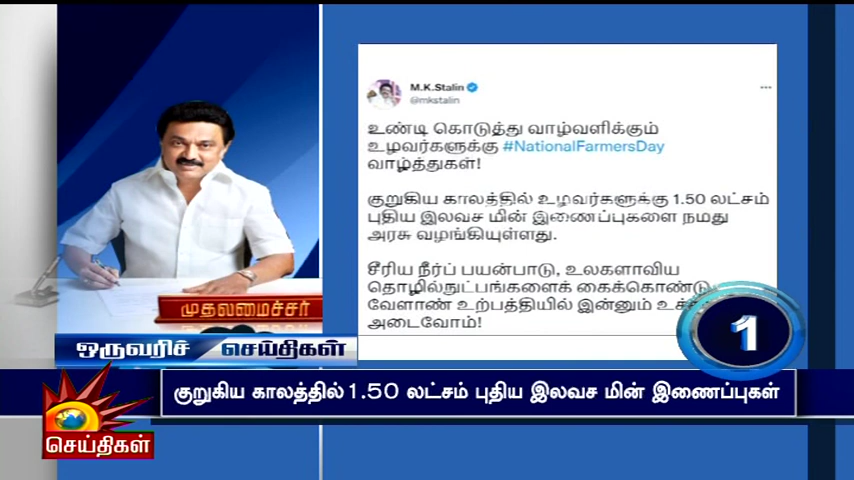 M.K.Stalin
@mkstalin
உண்டி கொடுத்து வாழ்வளிக்கும்
உழவர்களுக்கு #NationalFarmersDay
வாழ்த்துகள்!
குறுகிய காலத்தில் உழவர்களுக்கு 1.50 லட்சம்
புதிய இலவச மின் இணைப்புகளை நமது
அரசு வழங்கியுள்ளது.
சீரிய நீர்ப் பயன்பாடு, உலகளாவிய
தொழில்நுட்பங்களைக் கைக்கொண்டு
வேளாண் உற்பத்தியில் இன்னும்
அடைவோம்!
முதலமைச்சர்
ஒருவரிச் செய்திகள்
1
குறுகிய காலத்தில் 1.50 லட்சம் புதிய இலவச மின் இணைப்புகள்
செய்திகள்